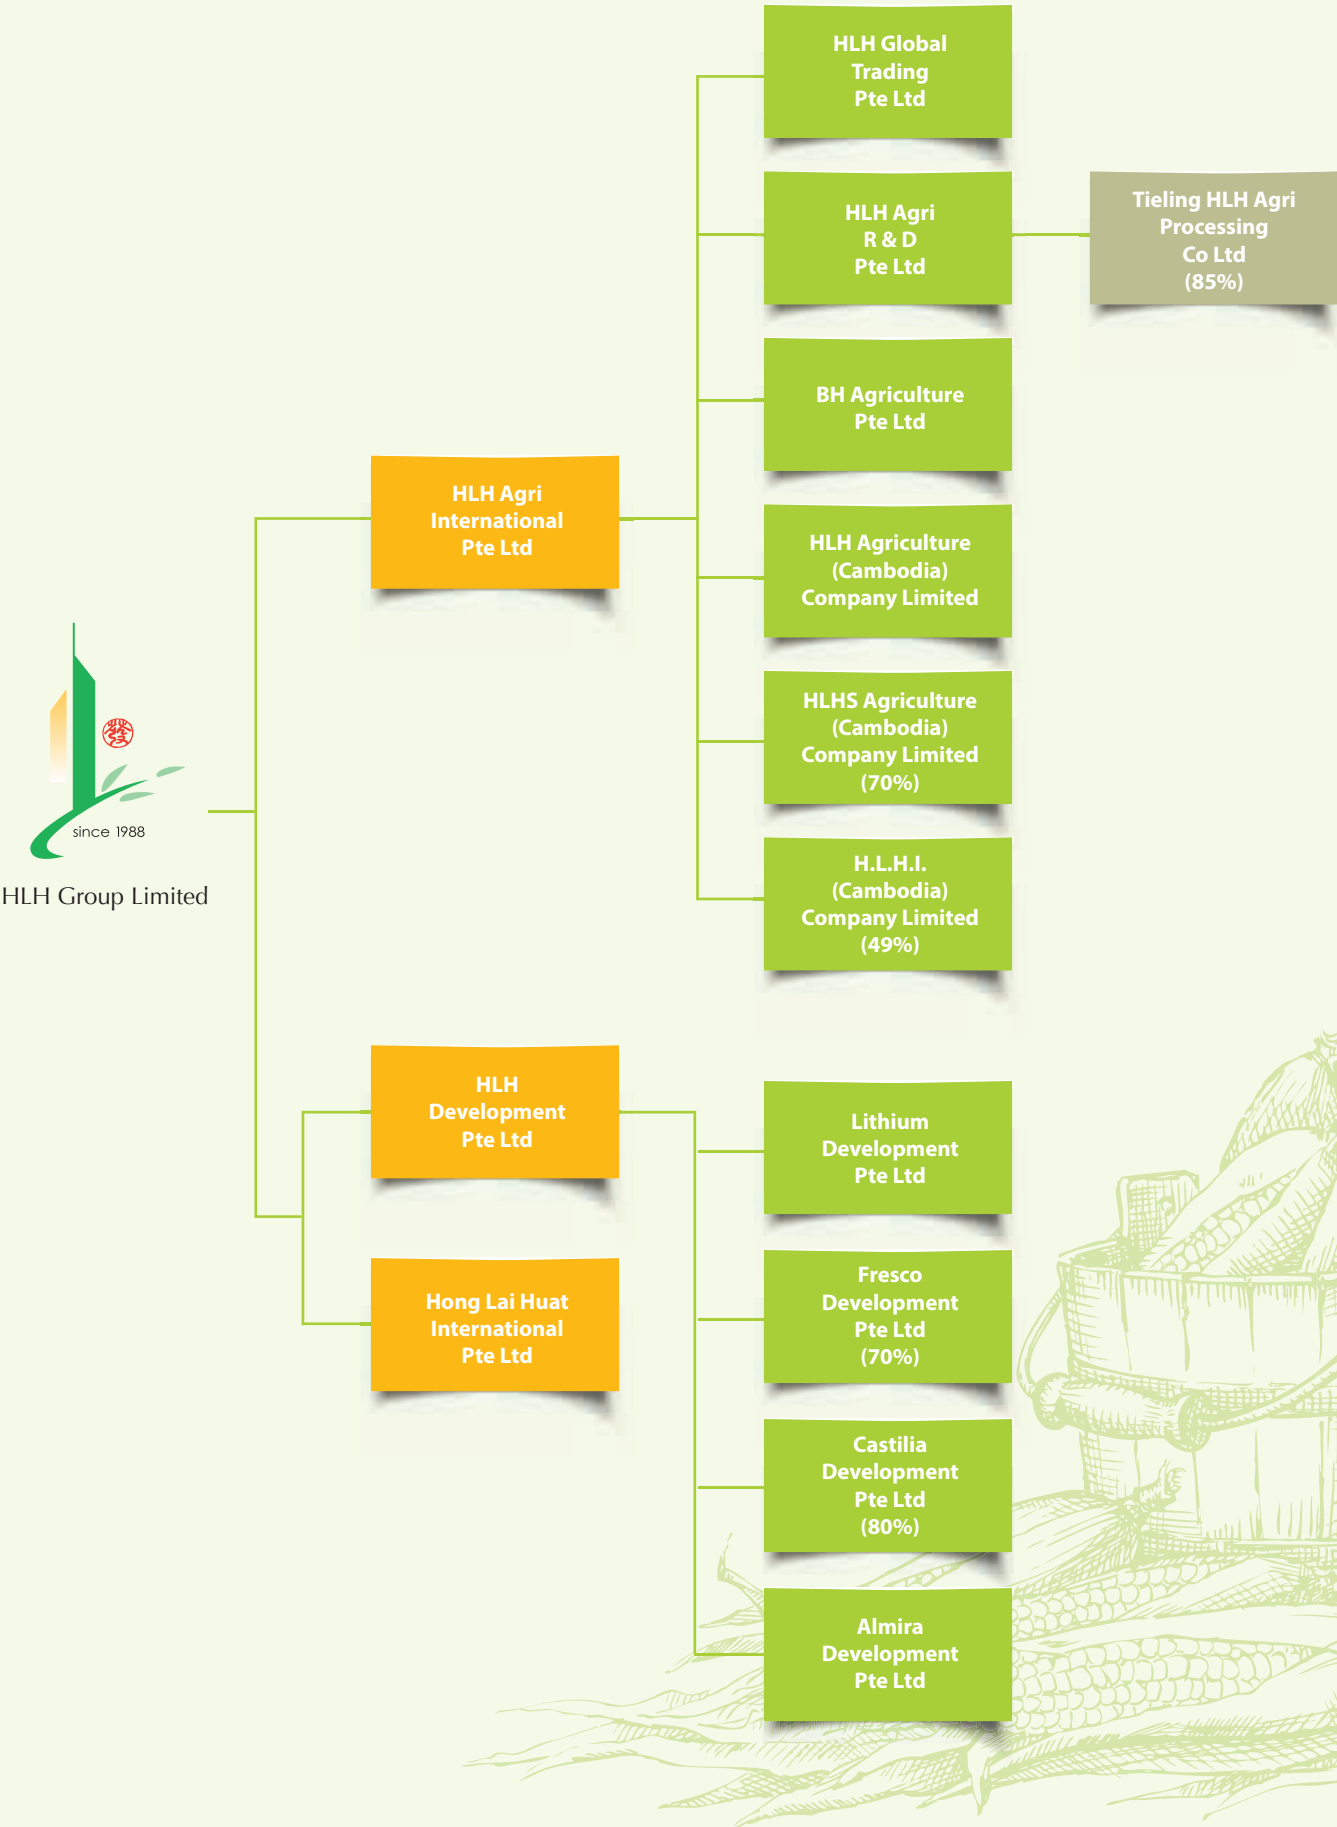 HLH Global
Trading
Pte Ltd
HLH Agri
R & D
Pte Ltd
Tieling HLH Agri
Processing
Co Ltd
(85%)
BH Agriculture
Pte Ltd
HLH Agri
International
Pte Ltd
HLH Agriculture
(Cambodia)
Company Limited
HLHS Agriculture
(Cambodia)
Company Limited
(70%)
發
since 1988
HLH Group Limited
H.L.H.I.
(Cambodia)
Company Limited
(49%)
HLH
Development
Pte Ltd
Lithium
Development
Pte Ltd
Hong Lai Huat
International
Pte Ltd
Fresco
Development
Pte Ltd
(70%)
Castilia
Development
Pte Ltd
(80%)
Almira
Development
Pte Ltd